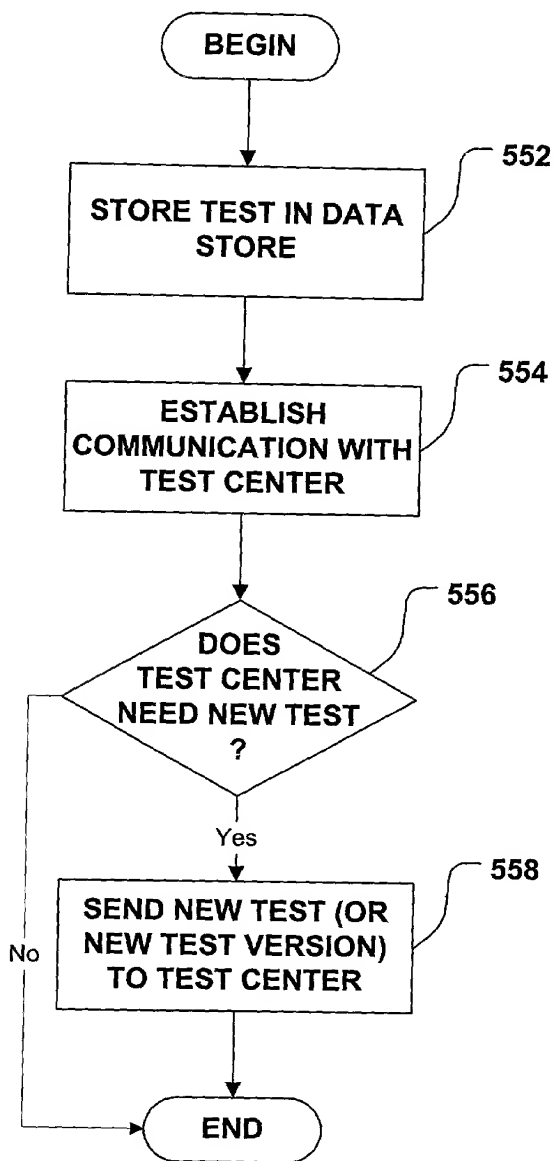 BEGIN
552
STORE TEST IN DATA
STORE
554
ESTABLISH
COMMUNICATION WITH
TEST CENTER
556
DOES
TEST CENTER
NEED NEW TEST
?
Yes
558
SEND NEW TEST (OR
NEW TEST VERSION)
TO TEST CENTER
No
END